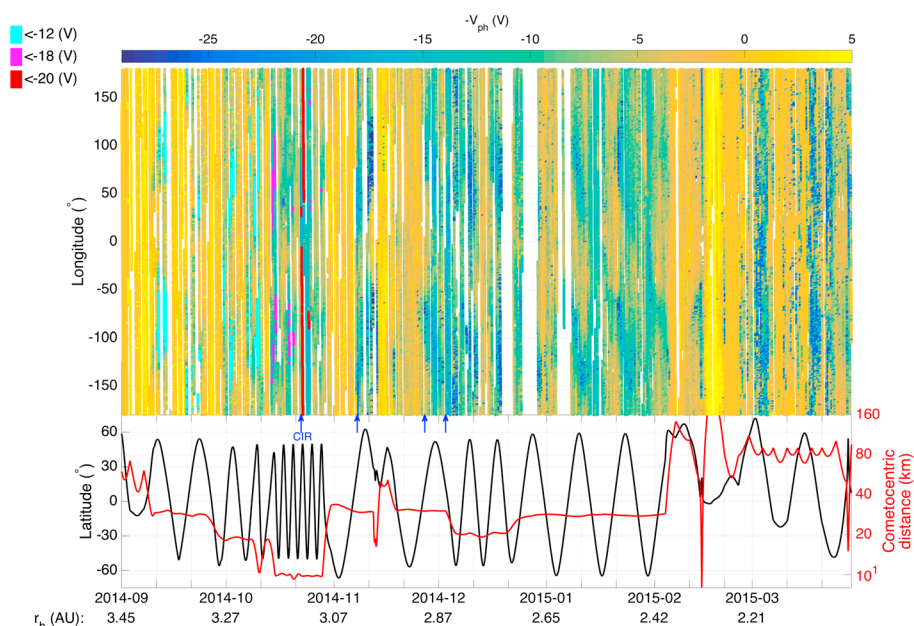 -Vph (V)
<-12 (V)
<-18 (V)
<-20 (V)
-25 -20 -15 -10 -5 0 5
Longitude (°)
150
100
50
0
-50
-100
-150
CIR
Latitude (°)
60
30
0
-30
-60
160
80
40
20
10¹
Cometocentric
distance (km)
2014-09 2014-10 2014-11 2014-12 2015-01 2015-02 2015-03
rh (AU): 3.45 3.27 3.07 2.87 2.65 2.42 2.21